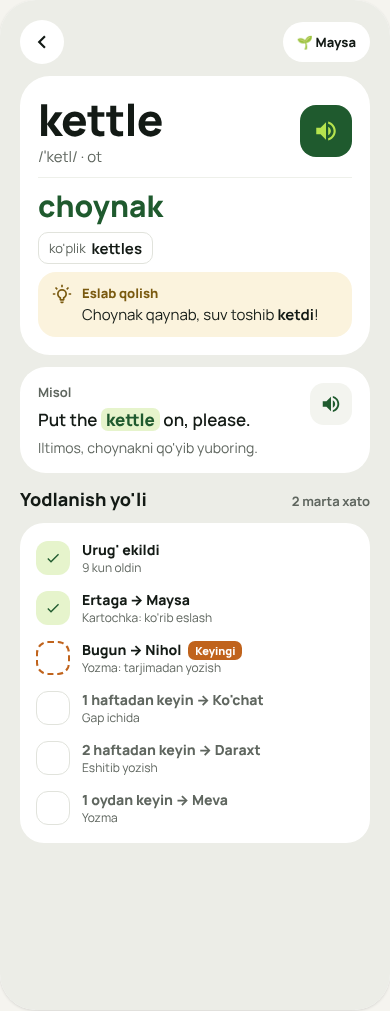 🌱 Maysa
kettle
/ˈketl/ · ot
choynak
ko'plik kettles
Eslab qolish
Choynak qaynab, suv toshib ketdi!
Misol
Put the kettle on, please.
Iltimos, choynakni qo'yib yuboring.
Yodlanish yo'li
2 marta xato
Urug' ekildi
9 kun oldin
Ertaga → Maysa
Kartochka: ko'rib eslash
Bugun → Nihol Keyingi
Yozma: tarjimadan yozish
1 haftadan keyin → Ko'chat
Gap ichida
2 haftadan keyin → Daraxt
Eshitib yozish
1 oydan keyin → Meva
Yozma